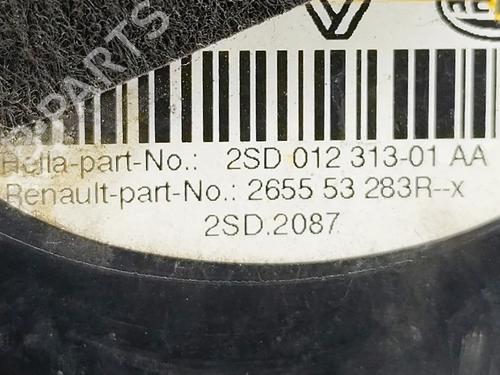 Hella-part-No.: 2SD 012 313-01 AA
Renault-part-No.: 2655 53 283R--x
2SD.2087